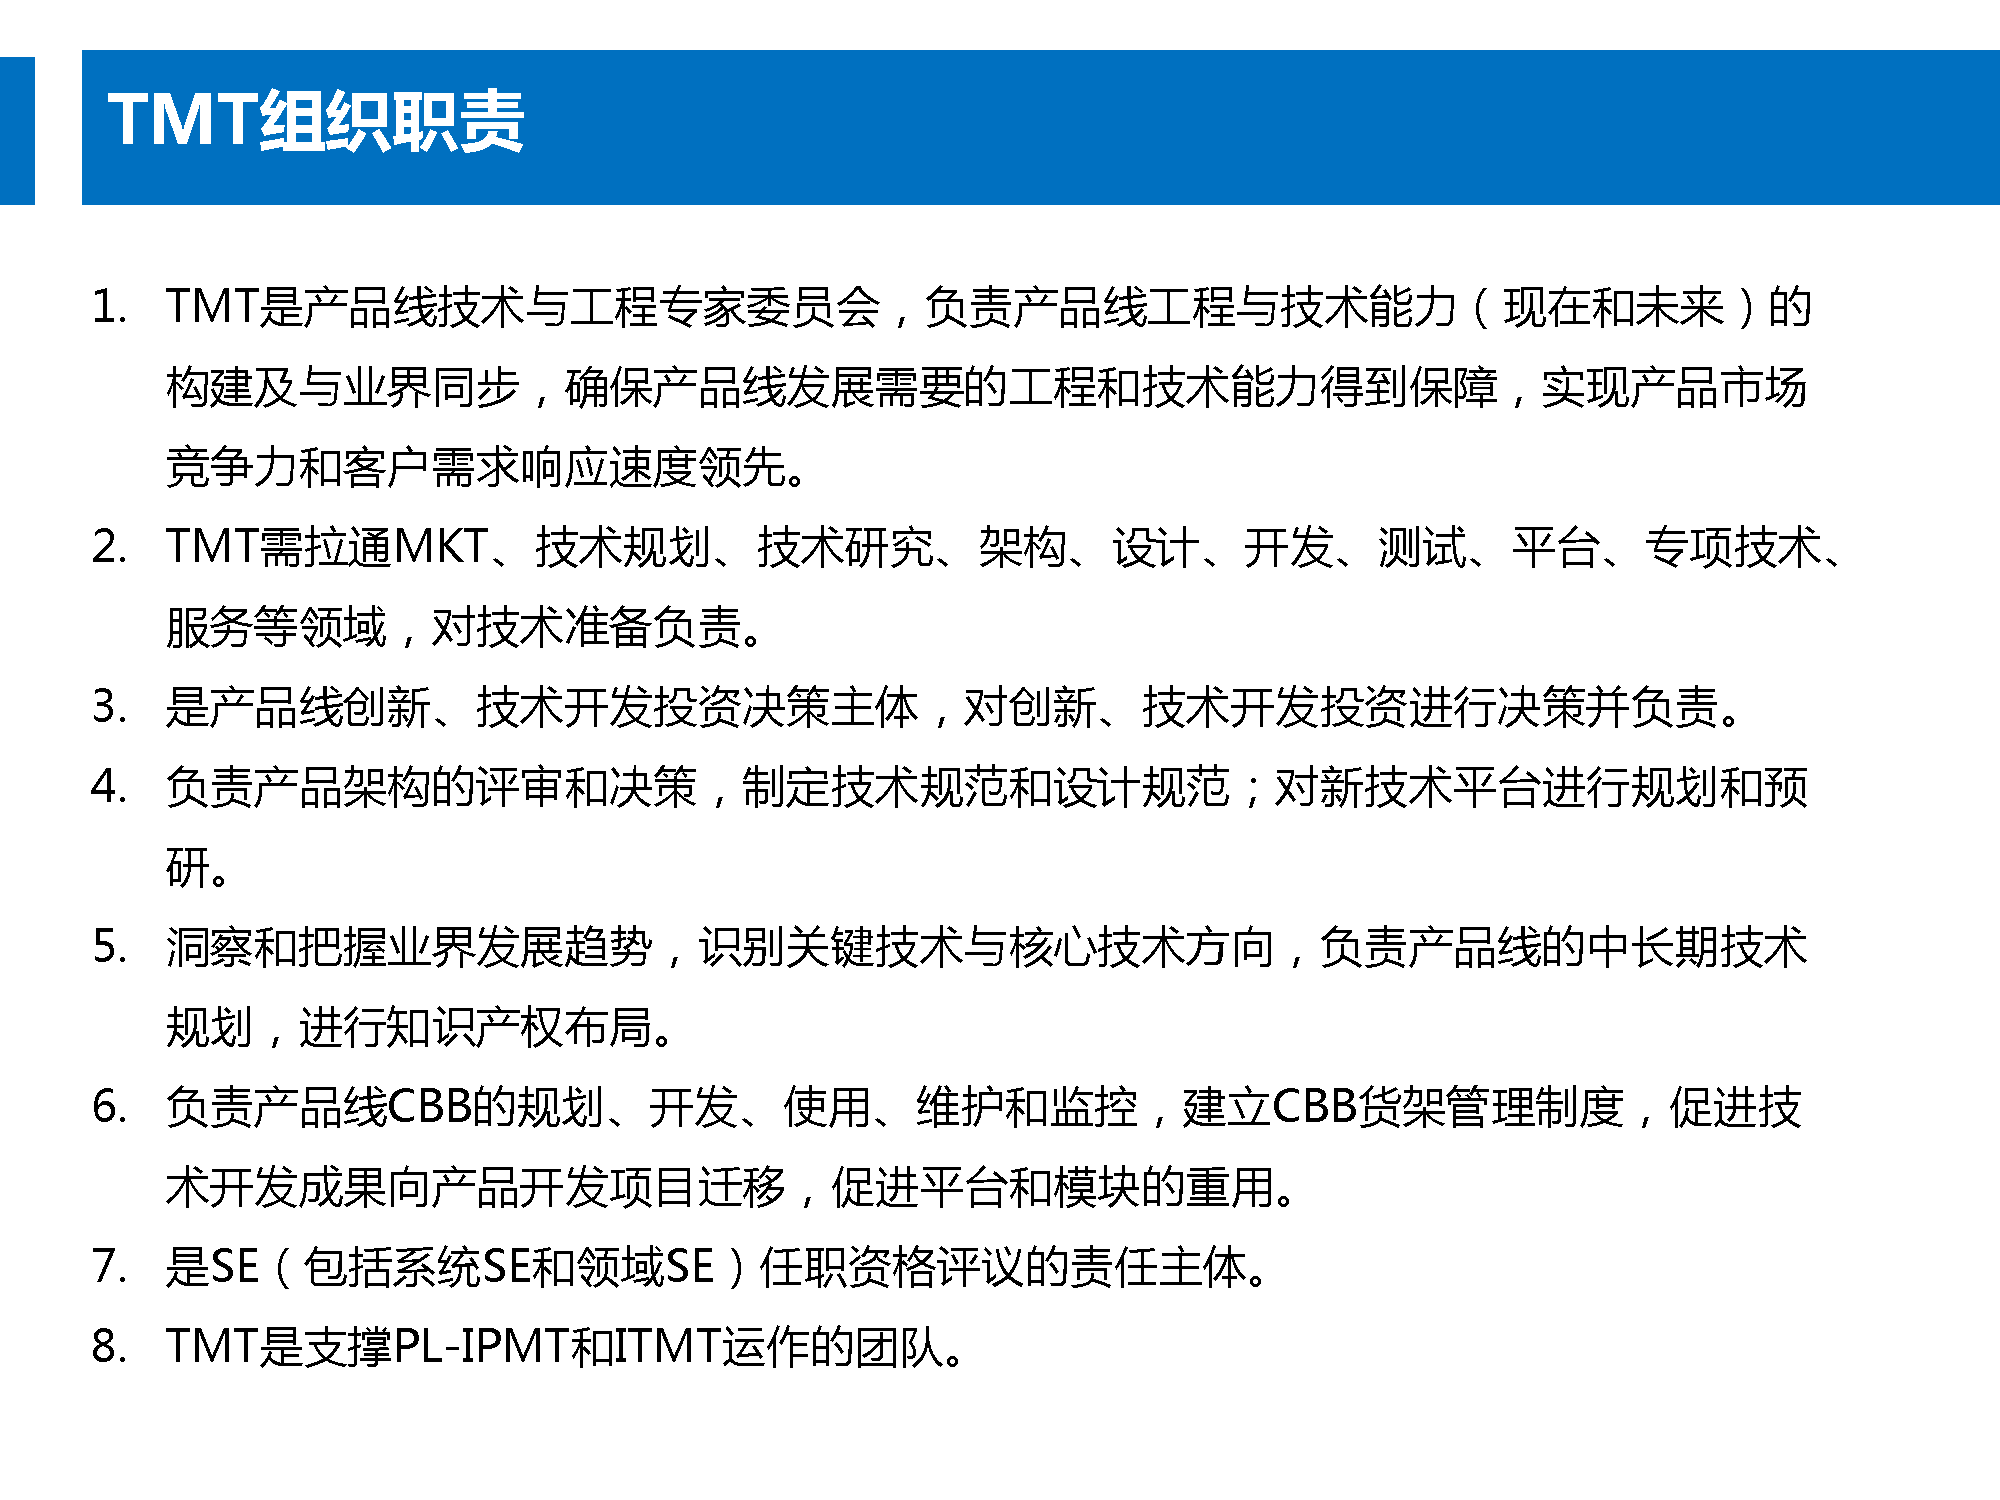 TMT组织职责
1. TMT是产品线技术与工程专家委员会，负责产品线工程与技术能力（现在和未来）的
构建及与业界同步，确保产品线发展需要的工程和技术能力得到保障，实现产品市场
竞争力和客户需求响应速度领先。
2. TMT需拉通MKT、技术规划、技术研究、架构、设计、开发、测试、平台、专项技术、
服务等领域，对技术准备负责。
3. 是产品线创新、技术开发投资决策主体，对创新、技术开发投资进行决策并负责。
4. 负责产品架构的评审和决策，制定技术规范和设计规范；对新技术平台进行规划和预
研。
5. 洞察和把握业界发展趋势，识别关键技术与核心技术方向，负责产品线的中长期技术
规划，进行知识产权布局。
6. 负责产品线CBB的规划、开发、使用、维护和监控，建立CBB货架管理制度，促进技
术开发成果向产品开发项目迁移，促进平台和模块的重用。
7. 是SE（包括系统SE和领域SE）任职资格评议的责任主体。
8. TMT是支撑PL-IPMT和ITMT运作的团队。